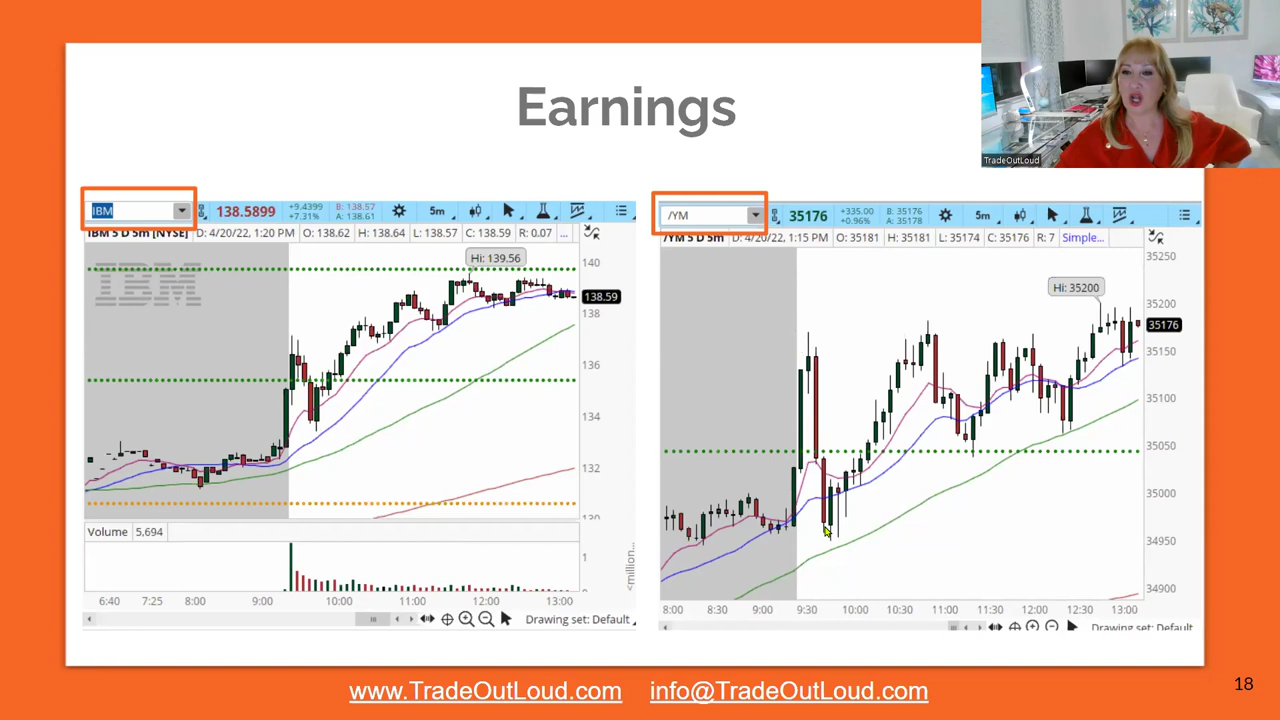 Earnings
TradeOutLoud
IBM 138.5899 +9.4399 +7.31% B: 138.57 A: 138.61 5m
IBM 5 D 5m [NYSE] D: 4/20/22, 1:20 PM O: 138.62 H: 138.64 L: 138.57 C: 138.59 R: 0.07 ...
IBM
Hi: 139.56
140
138.59
138
136
134
132
130
Volume 5,694
1
0
<million...
6:40 7:25 8:00 9:00 10:00 11:00 12:00 13:00
Drawing set: Default
/YM 35176 +335.00 +0.96% B: 35176 A: 35181 5m
/YM 5 D 5m D: 4/20/22, 1:15 PM O: 35181 H: 35181 L: 35174 C: 35176 R: 7 Simple...
35250
Hi: 35200
35200
35176
35150
35100
35050
35000
34950
34900
8:00 8:30 9:00 9:30 10:00 10:30 11:00 11:30 12:00 12:30 13:00
Drawing set: Default
www.TradeOutLoud.com info@TradeOutLoud.com
18